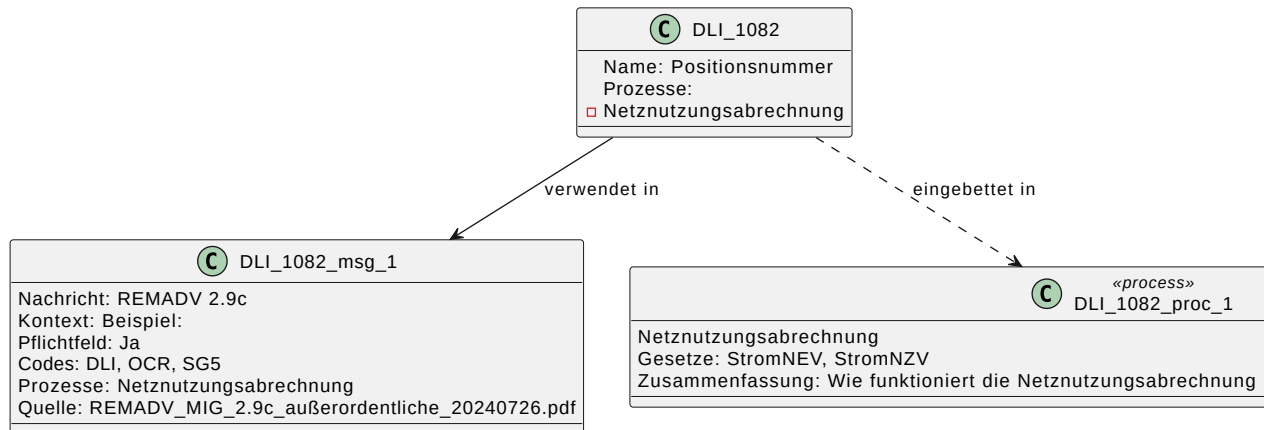 C DLI_1082
Name: Positionsnummer
Prozesse:
Netznutzungsabrechnung
verwendet in
eingebettet in
C DLI_1082_msg_1
Nachricht: REMADV 2.9c
Kontext: Beispiel:
Pflichtfeld: Ja
Codes: DLI, OCR, SG5
Prozesse: Netznutzungsabrechnung
Quelle: REMADV_MIG_2.9c_außerordentliche_20240726.pdf
«process»
C DLI_1082_proc_1
Netznutzungsabrechnung
Gesetze: StromNEV, StromNZV
Zusammenfassung: Wie funktioniert die Netznutzungsabrechnung